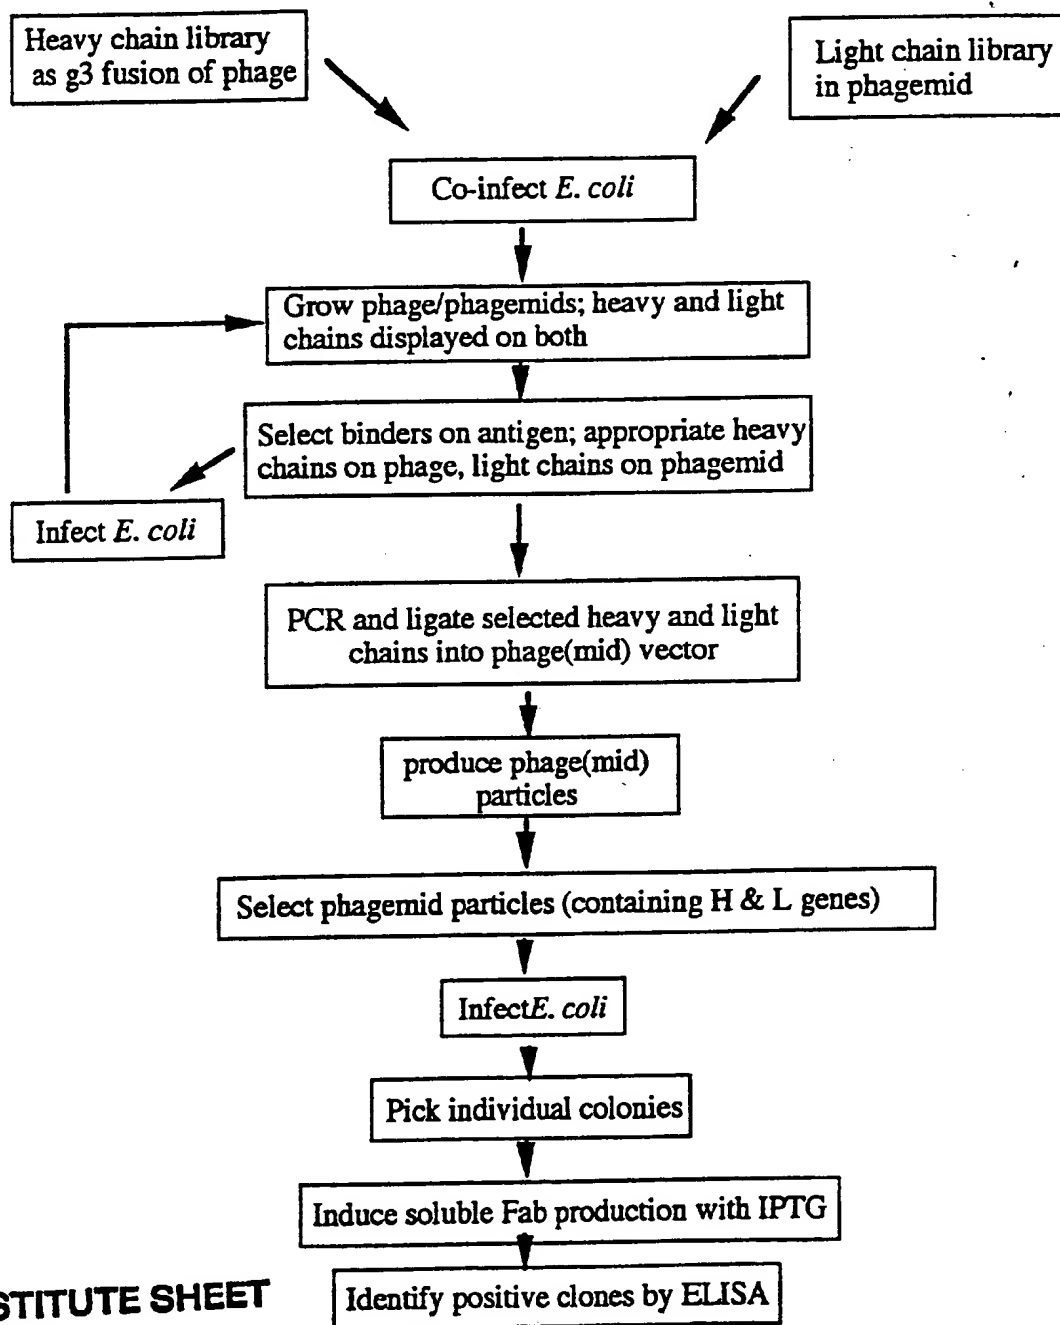 Heavy chain library
as g3 fusion of phage
Light chain library
in phagemid
Co-infect E. coli
Grow phage/phagemids; heavy and light
chains displayed on both
Select binders on antigen; appropriate heavy
chains on phage, light chains on phagemid
Infect E. coli
PCR and ligate selected heavy and light
chains into phage(mid) vector
produce phage(mid)
particles
Select phagemid particles (containing H & L genes)
InfectE. coli
Pick individual colonies
Induce soluble Fab production with IPTG
Identify positive clones by ELISA
STITUTE SHEET